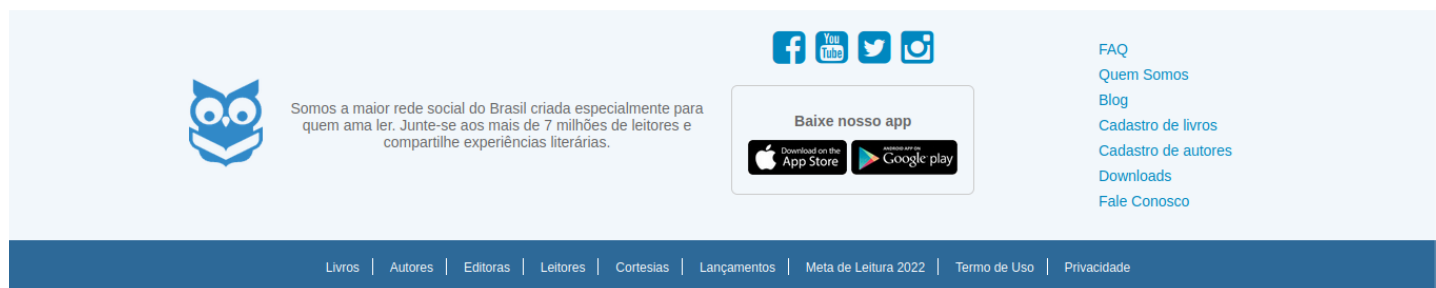 Somos a maior rede social do Brasil criada especialmente para
quem ama ler. Junte-se aos mais de 7 milhões de leitores e
compartilhe experiências literárias.
You
Tube
Baixe nosso app
Download on the
App Store
ANDROID APP ON
Google play
FAQ
Quem Somos
Blog
Cadastro de livros
Cadastro de autores
Downloads
Fale Conosco
Livros | Autores | Editoras | Leitores | Cortesias | Lançamentos | Meta de Leitura 2022 | Termo de Uso | Privacidade